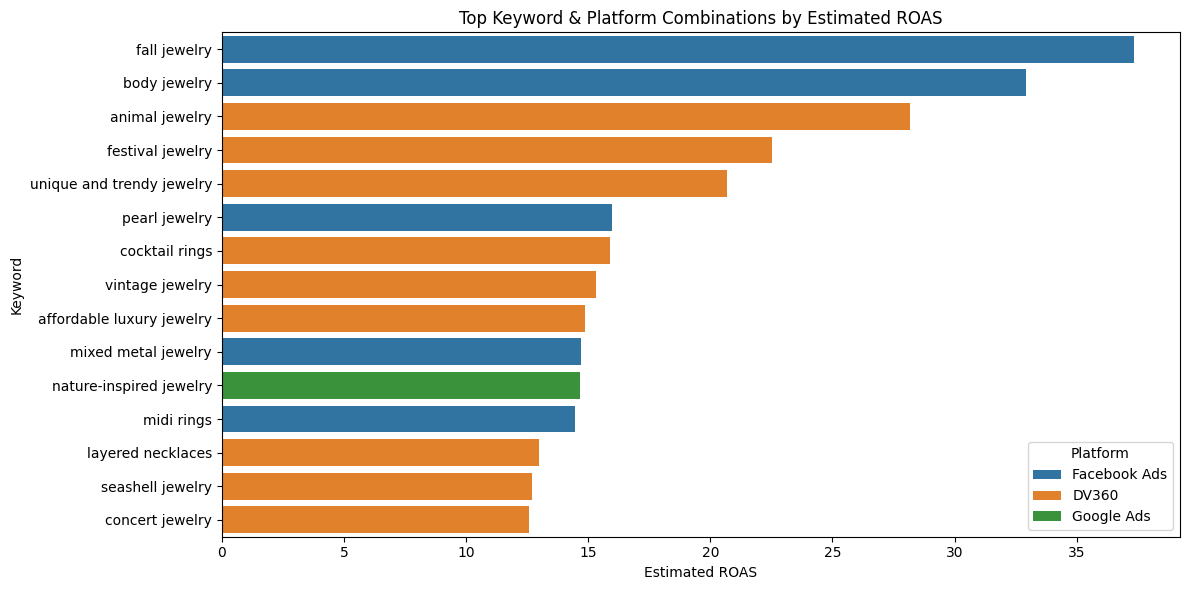 Top Keyword & Platform Combinations by Estimated ROAS
Keyword
fall jewelry
body jewelry
animal jewelry
festival jewelry
unique and trendy jewelry
pearl jewelry
cocktail rings
vintage jewelry
affordable luxury jewelry
mixed metal jewelry
nature-inspired jewelry
midi rings
layered necklaces
seashell jewelry
concert jewelry
Platform
Facebook Ads
DV360
Google Ads
0 5 10 15 20 25 30 35
Estimated ROAS